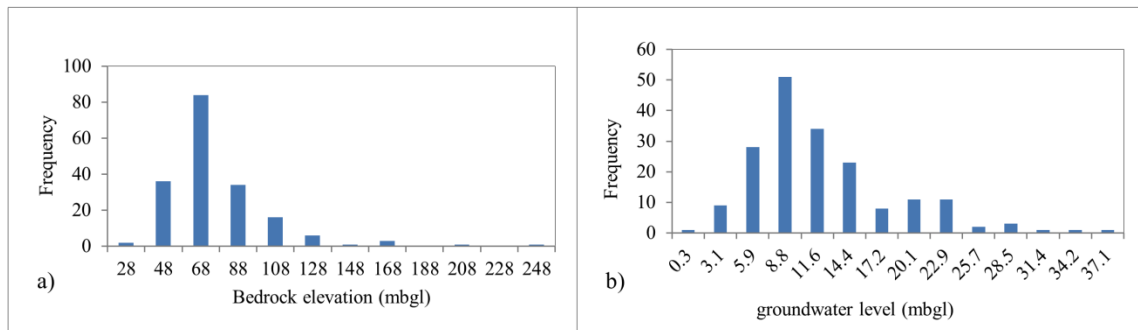 100
80
60
40
20
0
Frequency
28 48 68 88 108 128 148 168 188 208 228 248
a)
Bedrock elevation (mbgl)
60
50
40
30
20
10
0
Frequency
0.3 3.1 5.9 8.8 11.6 14.4 17.2 20.1 22.9 25.7 28.5 31.4 34.2 37.1
b)
groundwater level (mbgl)